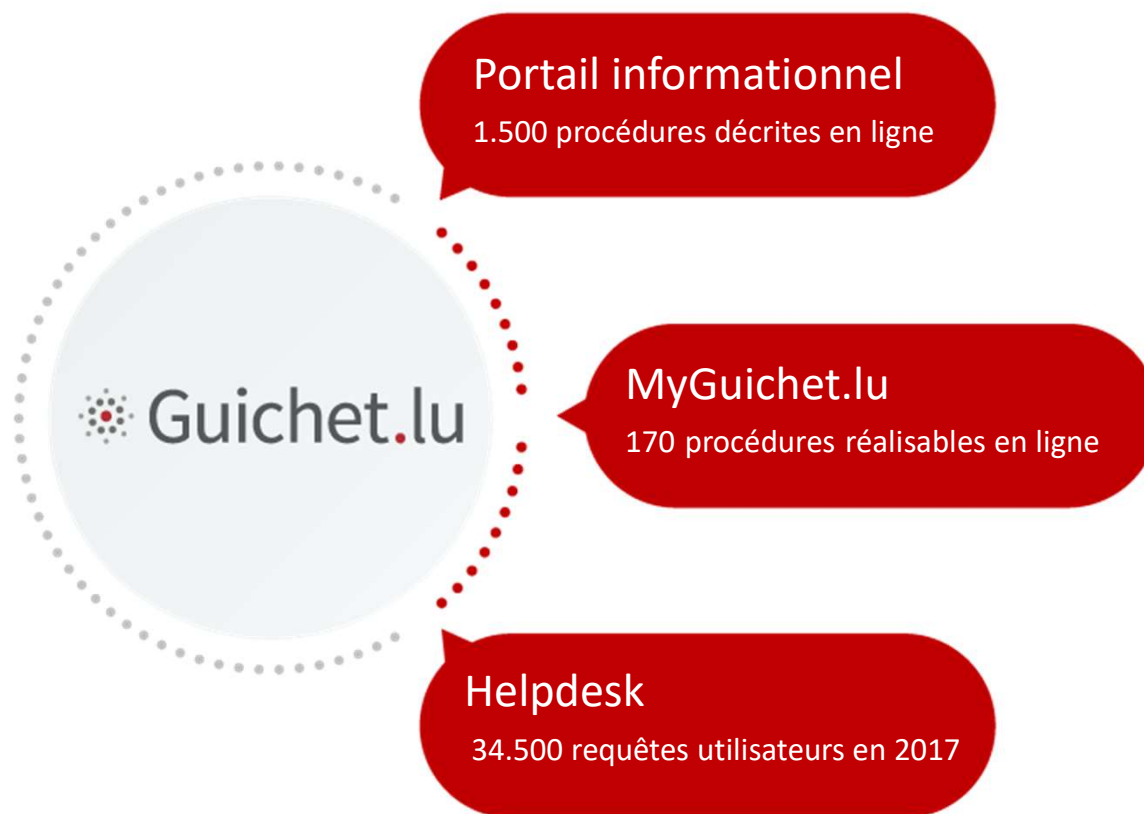 Portail informationnel
1.500 procédures décrites en ligne
Guichet.lu
MyGuichet.lu
170 procédures réalisables en ligne
Helpdesk
34.500 requêtes utilisateurs en 2017